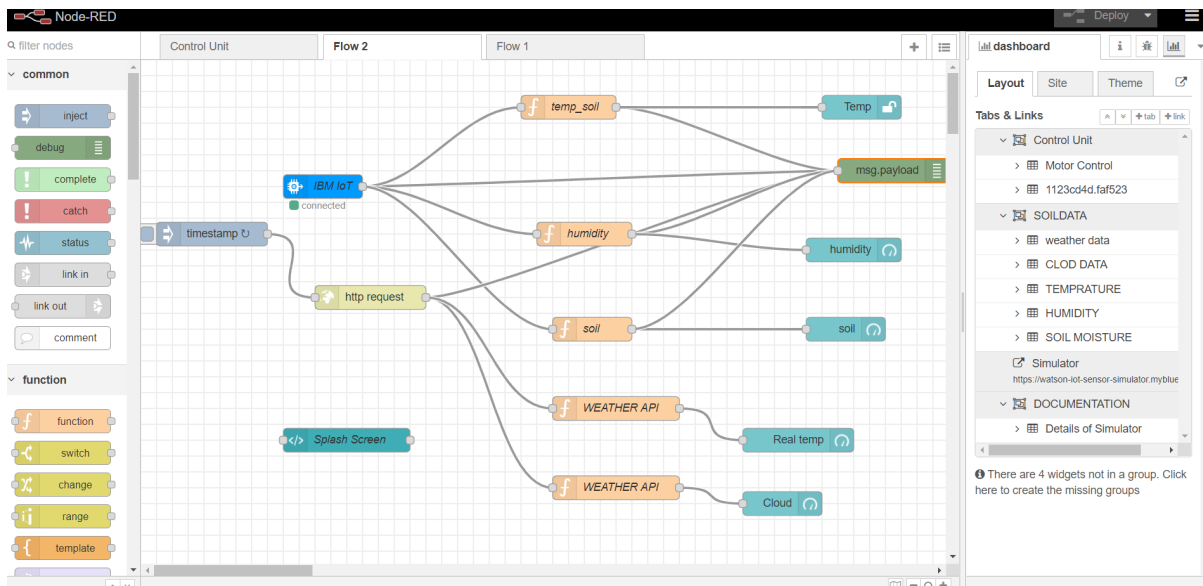 Node-RED
Deploy
filter nodes
Control Unit
Flow 2
Flow 1
dashboard
common
inject
debug
complete
catch
status
link in
link out
comment
function
function
switch
change
range
template
temp_soil
Temp
IBM IoT
connected
msg.payload
timestamp ↻
humidity
humidity
http request
soil
soil
WEATHER API
Splash Screen
Real temp
WEATHER API
Cloud
Layout
Site
Theme
Tabs & Links
+tab
+link
Control Unit
Motor Control
1123cd4d.faf523
SOILDATA
weather data
CLOD DATA
TEMPRATURE
HUMIDITY
SOIL MOISTURE
Simulator
https://watson-iot-sensor-simulator.myblue
DOCUMENTATION
Details of Simulator
There are 4 widgets not in a group. Click
here to create the missing groups